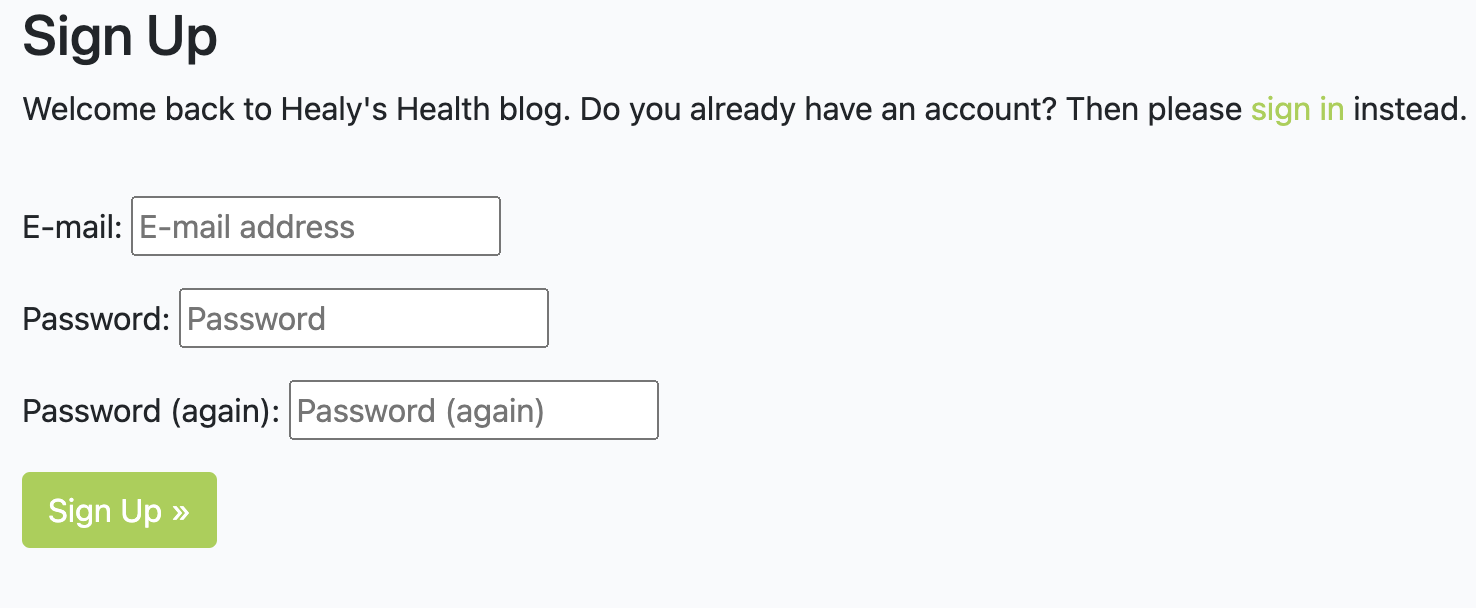 Sign Up
Welcome back to Healy's Health blog. Do you already have an account? Then please sign in instead.
E-mail: E-mail address
Password: Password
Password (again): Password (again)
Sign Up »